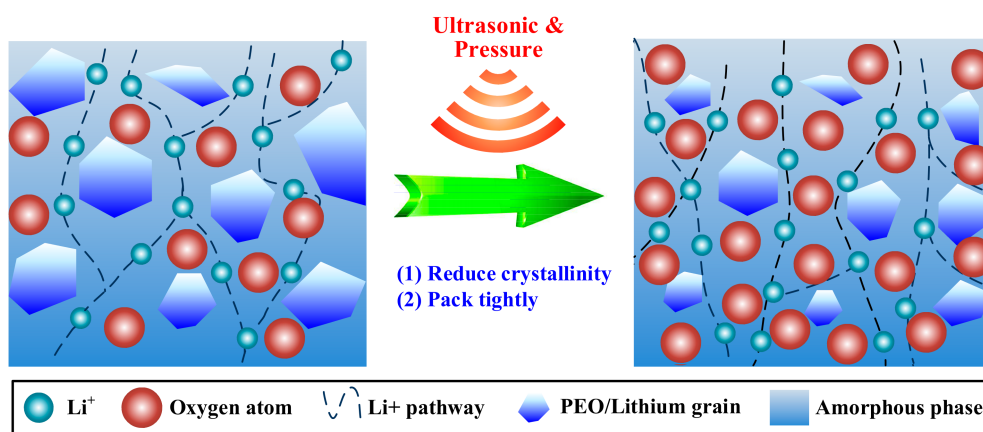 Ultrasonic &
Pressure
(1) Reduce crystallinity
(2) Pack tightly
Li⁺
Oxygen atom
Li+ pathway
PEO/Lithium grain
Amorphous phase